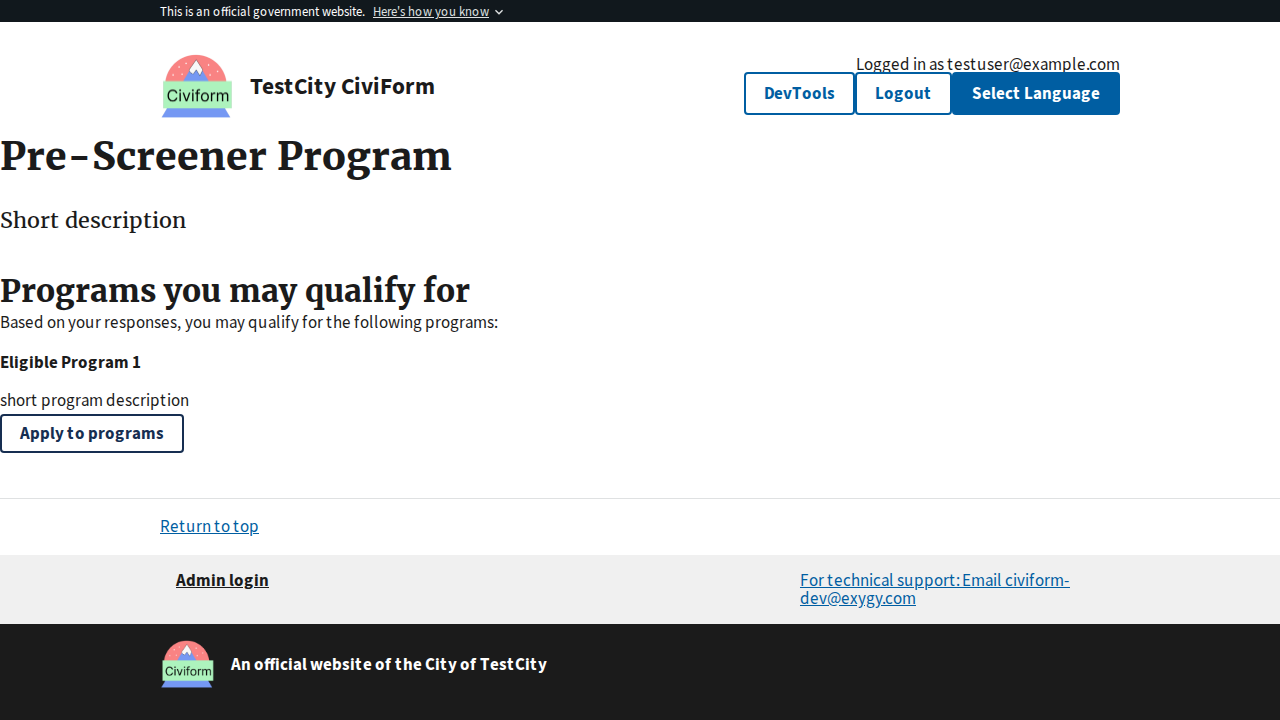 This is an official government website. Here's how you know
Civiform
TestCity CiviForm
Logged in as testuser@example.com
DevTools
Logout
Select Language
Pre-Screener Program
Short description
Programs you may qualify for
Based on your responses, you may qualify for the following programs:
Eligible Program 1
short program description
Apply to programs
Return to top
Admin login
For technical support: Email civiform-
dev@exygy.com
Civiform
An official website of the City of TestCity